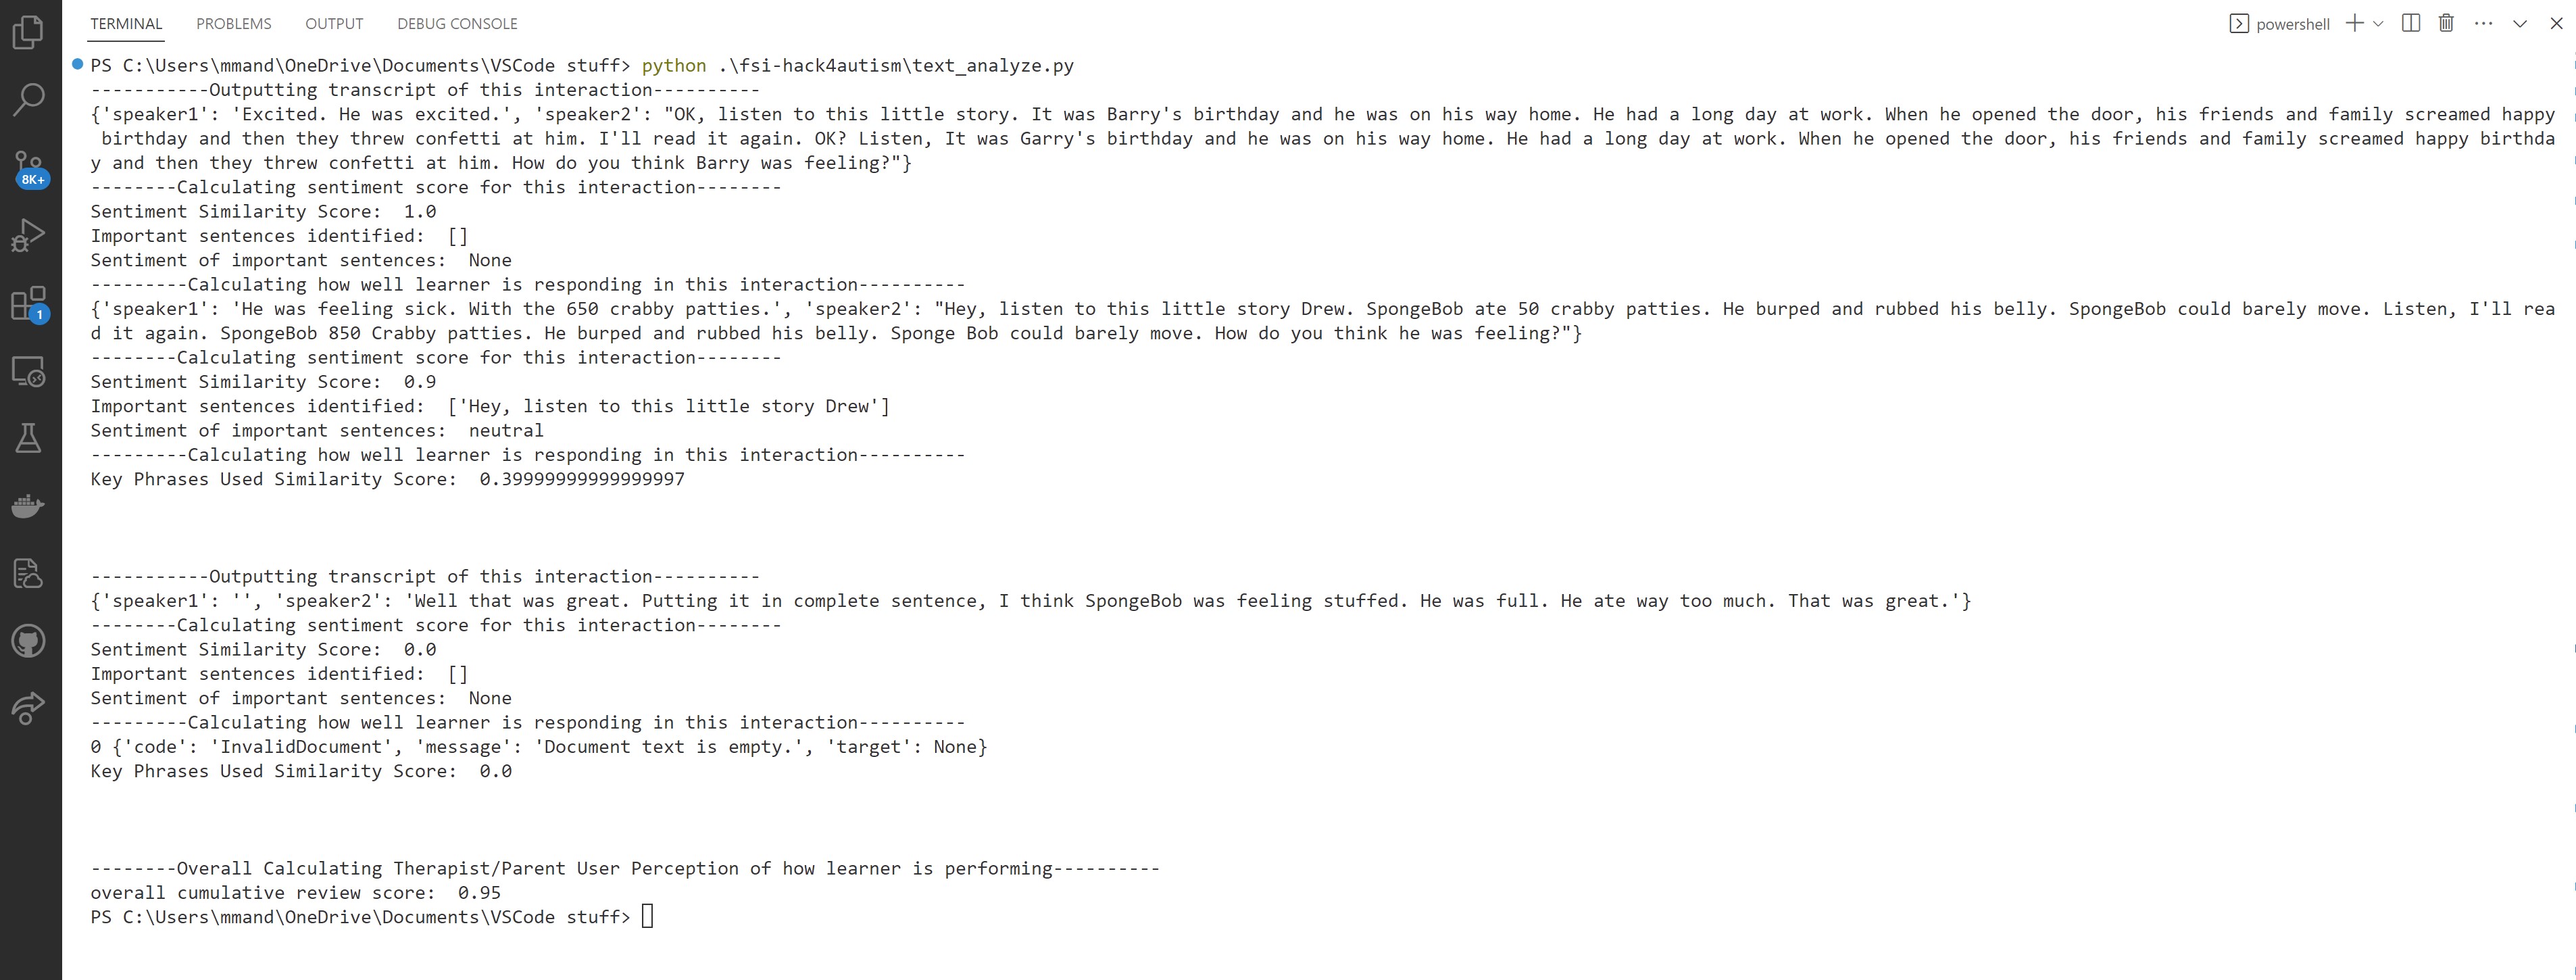 TERMINAL PROBLEMS OUTPUT DEBUG CONSOLE powershell
PS C:\Users\mmand\OneDrive\Documents\VSCode stuff> python .\fsi-hack4autism\text_analyze.py
-----------Outputting transcript of this interaction----------
{'speaker1': 'Excited. He was excited.', 'speaker2': "OK, listen to this little story. It was Barry's birthday and he was on his way home. He had a long day at work. When he opened the door, his friends and family screamed happy
 birthday and then they threw confetti at him. I'll read it again. OK? Listen, It was Garry's birthday and he was on his way home. He had a long day at work. When he opened the door, his friends and family screamed happy birthda
y and then they threw confetti at him. How do you think Barry was feeling?"}
--------Calculating sentiment score for this interaction--------
8K+
Sentiment Similarity Score:  1.0
Important sentences identified:  []
Sentiment of important sentences:  None
---------Calculating how well learner is responding in this interaction----------
{'speaker1': 'He was feeling sick. With the 650 crabby patties.', 'speaker2': "Hey, listen to this little story Drew. SpongeBob ate 50 crabby patties. He burped and rubbed his belly. SpongeBob could barely move. Listen, I'll rea
1
d it again. SpongeBob 850 Crabby patties. He burped and rubbed his belly. Sponge Bob could barely move. How do you think he was feeling?"}
--------Calculating sentiment score for this interaction--------
Sentiment Similarity Score:  0.9
Important sentences identified:  ['Hey, listen to this little story Drew']
Sentiment of important sentences:  neutral
---------Calculating how well learner is responding in this interaction----------
Key Phrases Used Similarity Score:  0.39999999999999997
-----------Outputting transcript of this interaction----------
{'speaker1': '', 'speaker2': 'Well that was great. Putting it in complete sentence, I think SpongeBob was feeling stuffed. He was full. He ate way too much. That was great.'}
--------Calculating sentiment score for this interaction--------
Sentiment Similarity Score:  0.0
Important sentences identified:  []
Sentiment of important sentences:  None
---------Calculating how well learner is responding in this interaction----------
0 {'code': 'InvalidDocument', 'message': 'Document text is empty.', 'target': None}
Key Phrases Used Similarity Score:  0.0
--------Overall Calculating Therapist/Parent User Perception of how learner is performing----------
overall cumulative review score:  0.95
PS C:\Users\mmand\OneDrive\Documents\VSCode stuff>